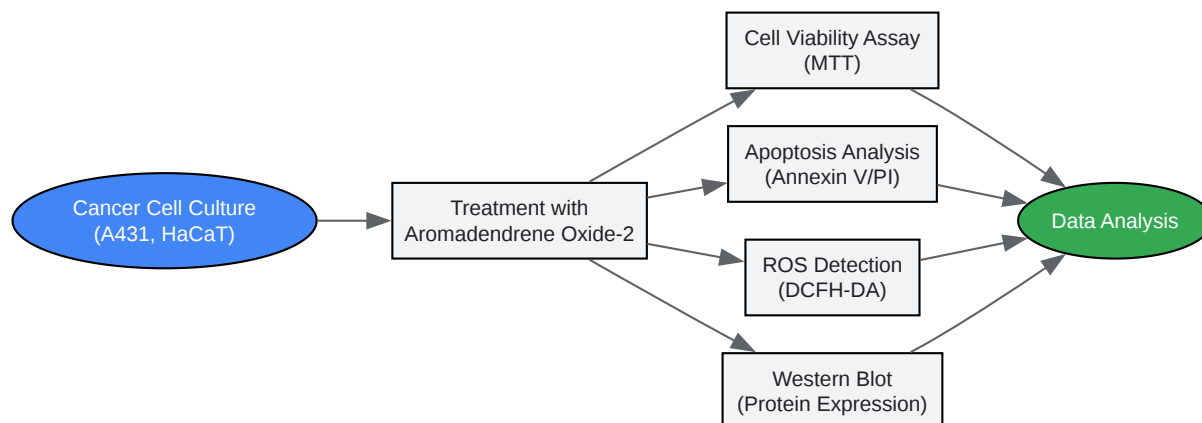 Cancer Cell Culture
(A431, HaCaT)
Treatment with
Aromadendrene Oxide-2
Cell Viability Assay
(MTT)
Apoptosis Analysis
(Annexin V/PI)
ROS Detection
(DCFH-DA)
Western Blot
(Protein Expression)
Data Analysis